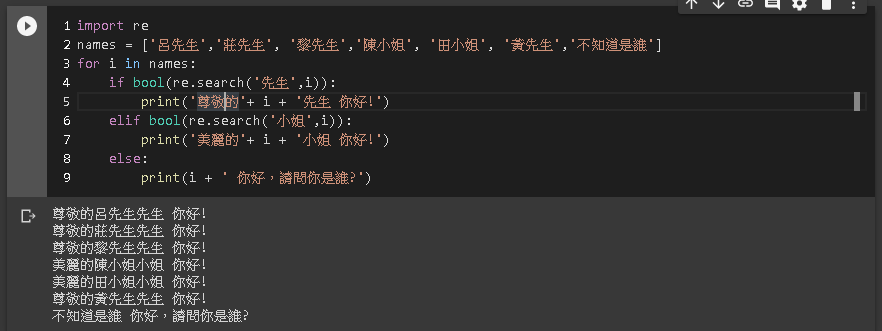 1 import re
2 names = ['呂先生','莊先生', '黎先生','陳小姐', '田小姐', '黃先生','不知道是誰']
3 for i in names:
4     if bool(re.search('先生',i)):
5         print('尊敬的'+ i + '先生 你好!')
6     elif bool(re.search('小姐',i)):
7         print('美麗的'+ i + '小姐 你好!')
8     else:
9         print(i + ' 你好，請問你是誰?')
尊敬的呂先生先生 你好!
尊敬的莊先生先生 你好!
尊敬的黎先生先生 你好!
美麗的陳小姐小姐 你好!
美麗的田小姐小姐 你好!
尊敬的黃先生先生 你好!
不知道是誰 你好，請問你是誰?